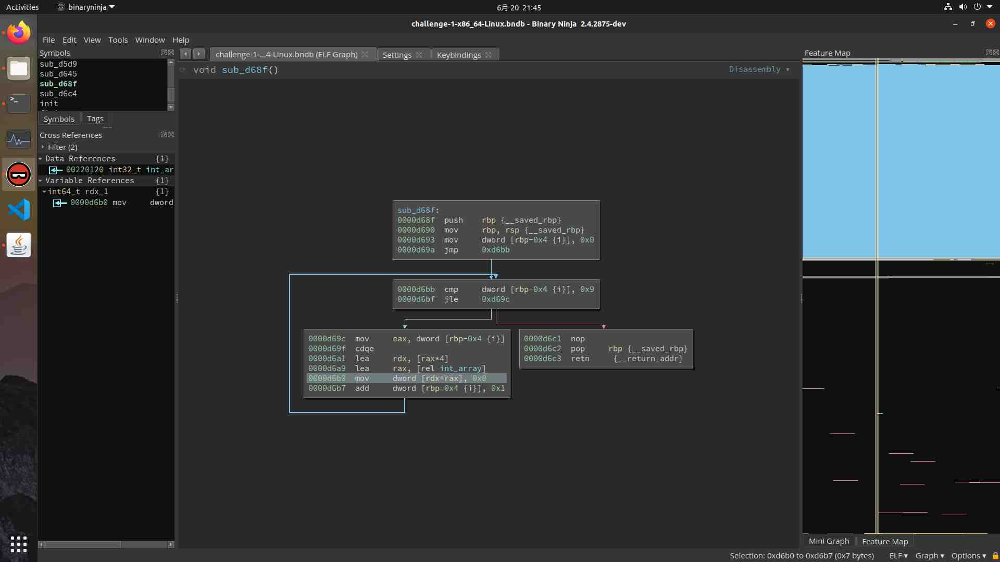 Activities
binaryninja
6月 20 21:45
challenge-1-x86_64-Linux.bndb - Binary Ninja 2.4.2875-dev
File Edit View Tools Window Help
Symbols
sub_d5d9
sub_d645
sub_d68f
sub_d6c4
init
Symbols Tags
Cross References
Filter (2)
Data References {1}
00220120 int32_t int_ar
Variable References {1}
int64_t rdx_1 {1}
0000d6b0 mov dword
challenge-1-...4-Linux.bndb (ELF Graph) Settings Keybindings
void sub_d68f()
Disassembly
sub_d68f:
0000d68f push rbp {__saved_rbp}
0000d690 mov rbp, rsp {__saved_rbp}
0000d693 mov dword [rbp-0x4 {i}], 0x0
0000d69a jmp 0xd6bb
0000d6bb cmp dword [rbp-0x4 {i}], 0x9
0000d6bf jle 0xd69c
0000d69c mov eax, dword [rbp-0x4 {i}]
0000d69f cdqe
0000d6a1 lea rdx, [rax*4]
0000d6a9 lea rax, [rel int_array]
0000d6b0 mov dword [rdx+rax], 0x0
0000d6b7 add dword [rbp-0x4 {i}], 0x1
0000d6c1 nop
0000d6c2 pop rbp {__saved_rbp}
0000d6c3 retn {__return_addr}
Feature Map
Mini Graph Feature Map
Selection: 0xd6b0 to 0xd6b7 (0x7 bytes) ELF Graph Options